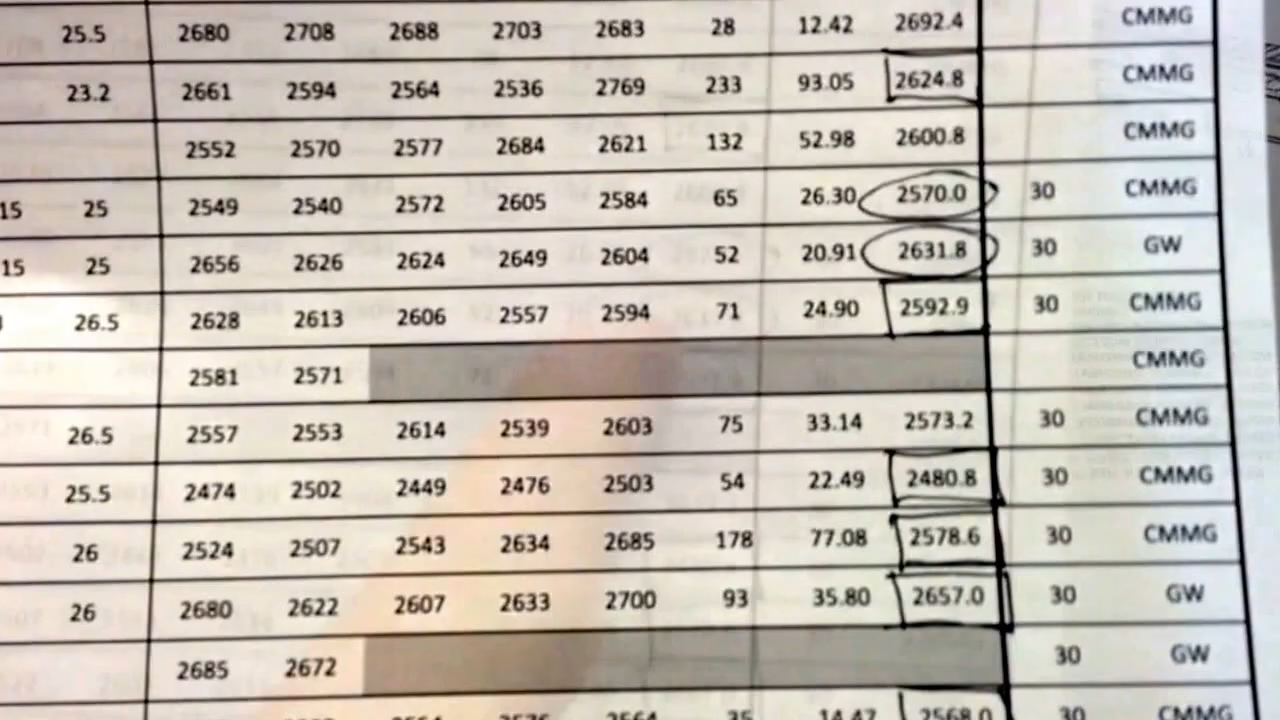 25.5 2680 2708 2688 2703 2683 28 12.42 2692.4 CMMG
23.2 2661 2594 2564 2536 2769 233 93.05 2624.8 CMMG
2552 2570 2577 2684 2621 132 52.98 2600.8 CMMG
15 25 2549 2540 2572 2605 2584 65 26.30 2570.0 30 CMMG
15 25 2656 2626 2624 2649 2604 52 20.91 2631.8 30 GW
26.5 2628 2613 2606 2557 2594 71 24.90 2592.9 30 CMMG
2581 2571 CMMG
26.5 2557 2553 2614 2539 2603 75 33.14 2573.2 30 CMMG
25.5 2474 2502 2449 2476 2503 54 22.49 2480.8 30 CMMG
26 2524 2507 2543 2634 2685 178 77.08 2578.6 30 CMMG
26 2680 2622 2607 2633 2700 93 35.80 2657.0 30 GW
2685 2672 30 GW
2564 2576 2564 35 14.47 2568.0 30 CMMG